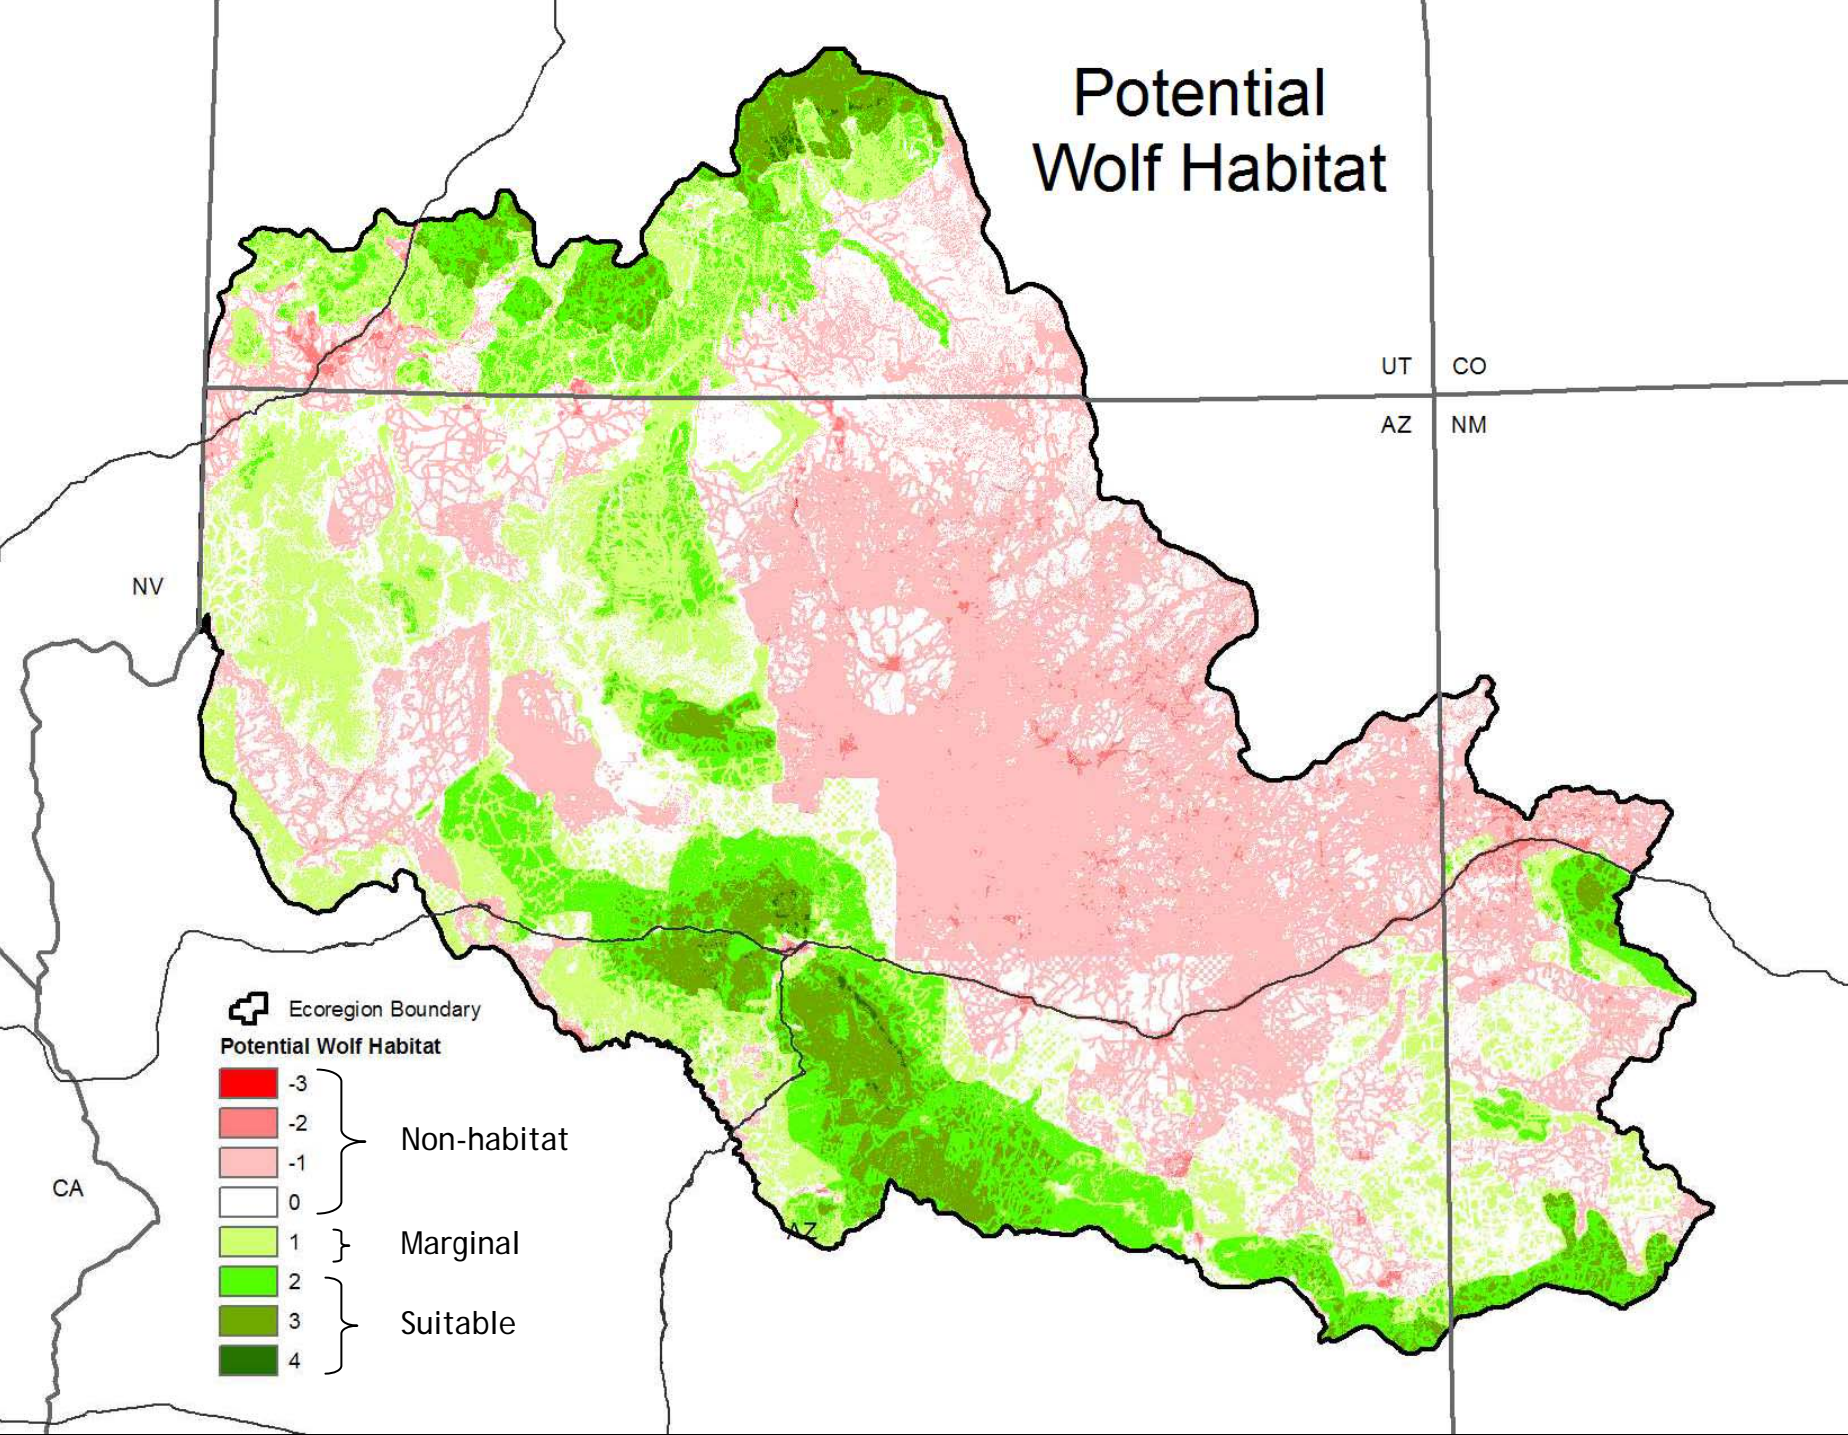 Potential
Wolf Habitat
UT CO
AZ NM
NV
Ecoregion Boundary
Potential Wolf Habitat
-3
-2
Non-habitat
-1
0
CA
AZ
1 Marginal
2
3 Suitable
4